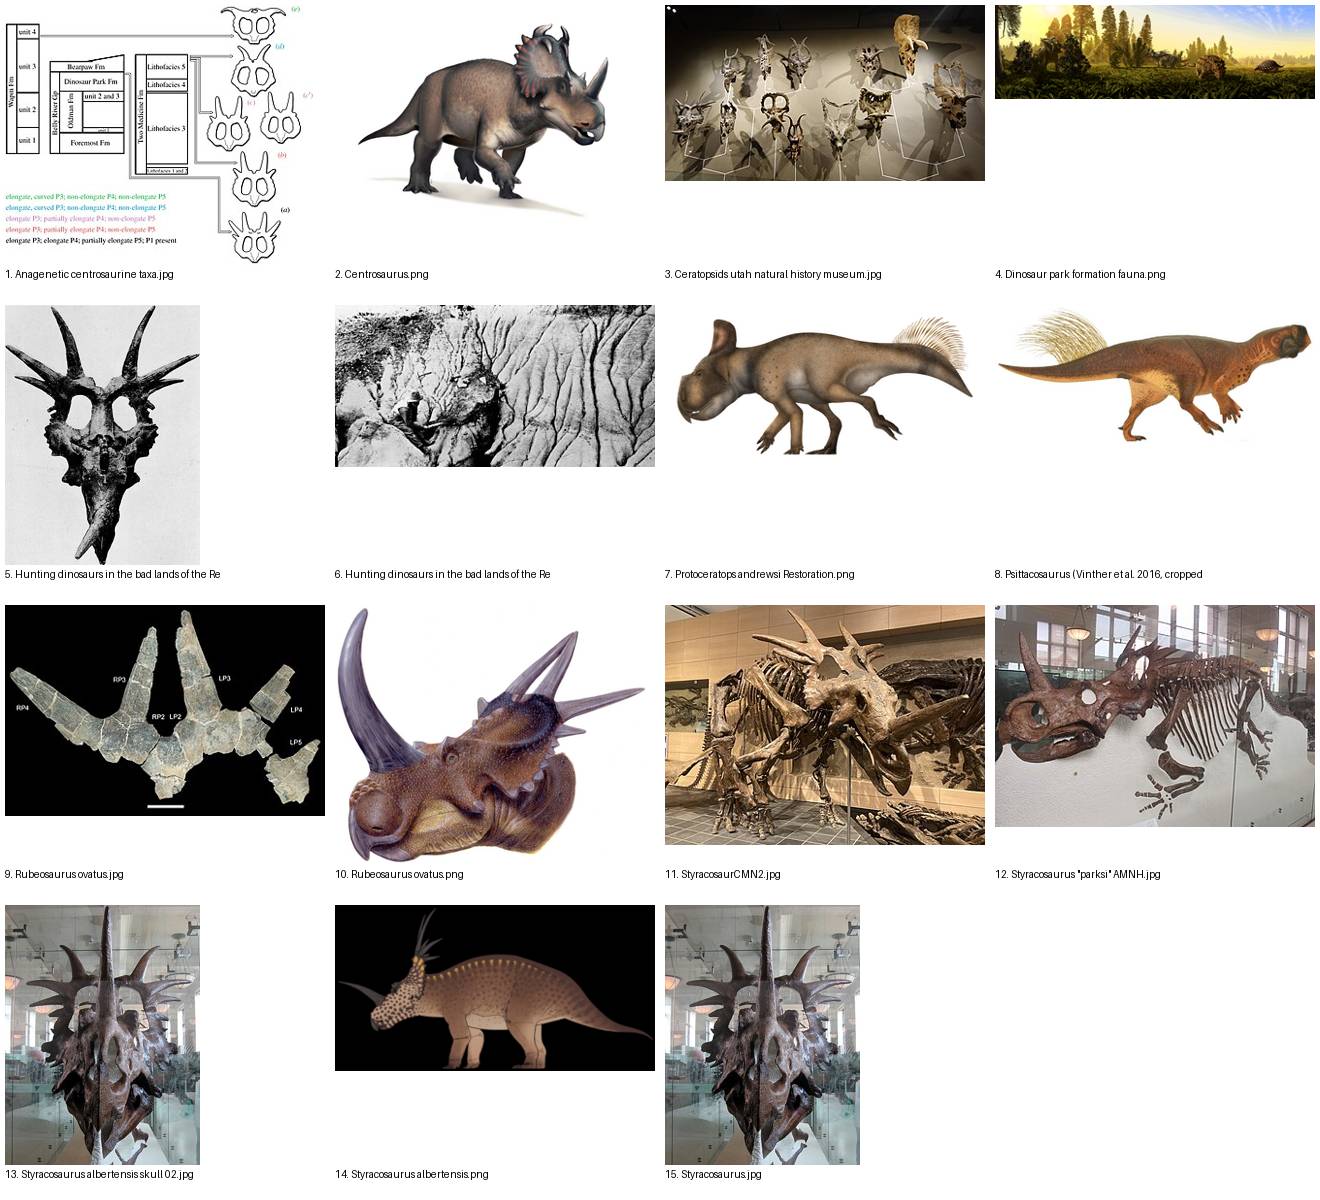 (e)
unit 4
(d)
unit 3
Bearpaw Fm
Lithofacies 5
Dinosaur Park Fm
Lithofacies 4
(c)
(c')
Wapiti Fm
Belly River Gp
Oldman Fm
unit 2 and 3
Two Medicine Fm
unit 2
Lithofacies 3
unit 1
Foremost Fm
(b)
Lithofacies 1 and 2
elongate, curved P3; non-elongate P4; non-elongate P5
elongate, curved P3; non-elongate P4; non-elongate P5
elongate P3; partially elongate P4; non-elongate P5
elongate P3; partially elongate P4; non-elongate P5
elongate P3; elongate P4; partially elongate P5; P1 present
(a)
1. Anagenetic centrosaurine taxa.jpg
2. Centrosaurus.png
3. Ceratopsids utah natural history museum.jpg
4. Dinosaur park formation fauna.png
5. Hunting dinosaurs in the bad lands of the Re
6. Hunting dinosaurs in the bad lands of the Re
7. Protoceratops andrewsi Restoration.png
8. Psittacosaurus (Vinther et al. 2016, cropped
RP4
RP3
RP2
LP2
LP3
LP4
LP5
9. Rubeosaurus ovatus.jpg
10. Rubeosaurus ovatus.png
11. StyracosaurCMN2.jpg
12. Styracosaurus "parksi" AMNH.jpg
13. Styracosaurus albertensis skull 02.jpg
14. Styracosaurus albertensis.png
15. Styracosaurus.jpg